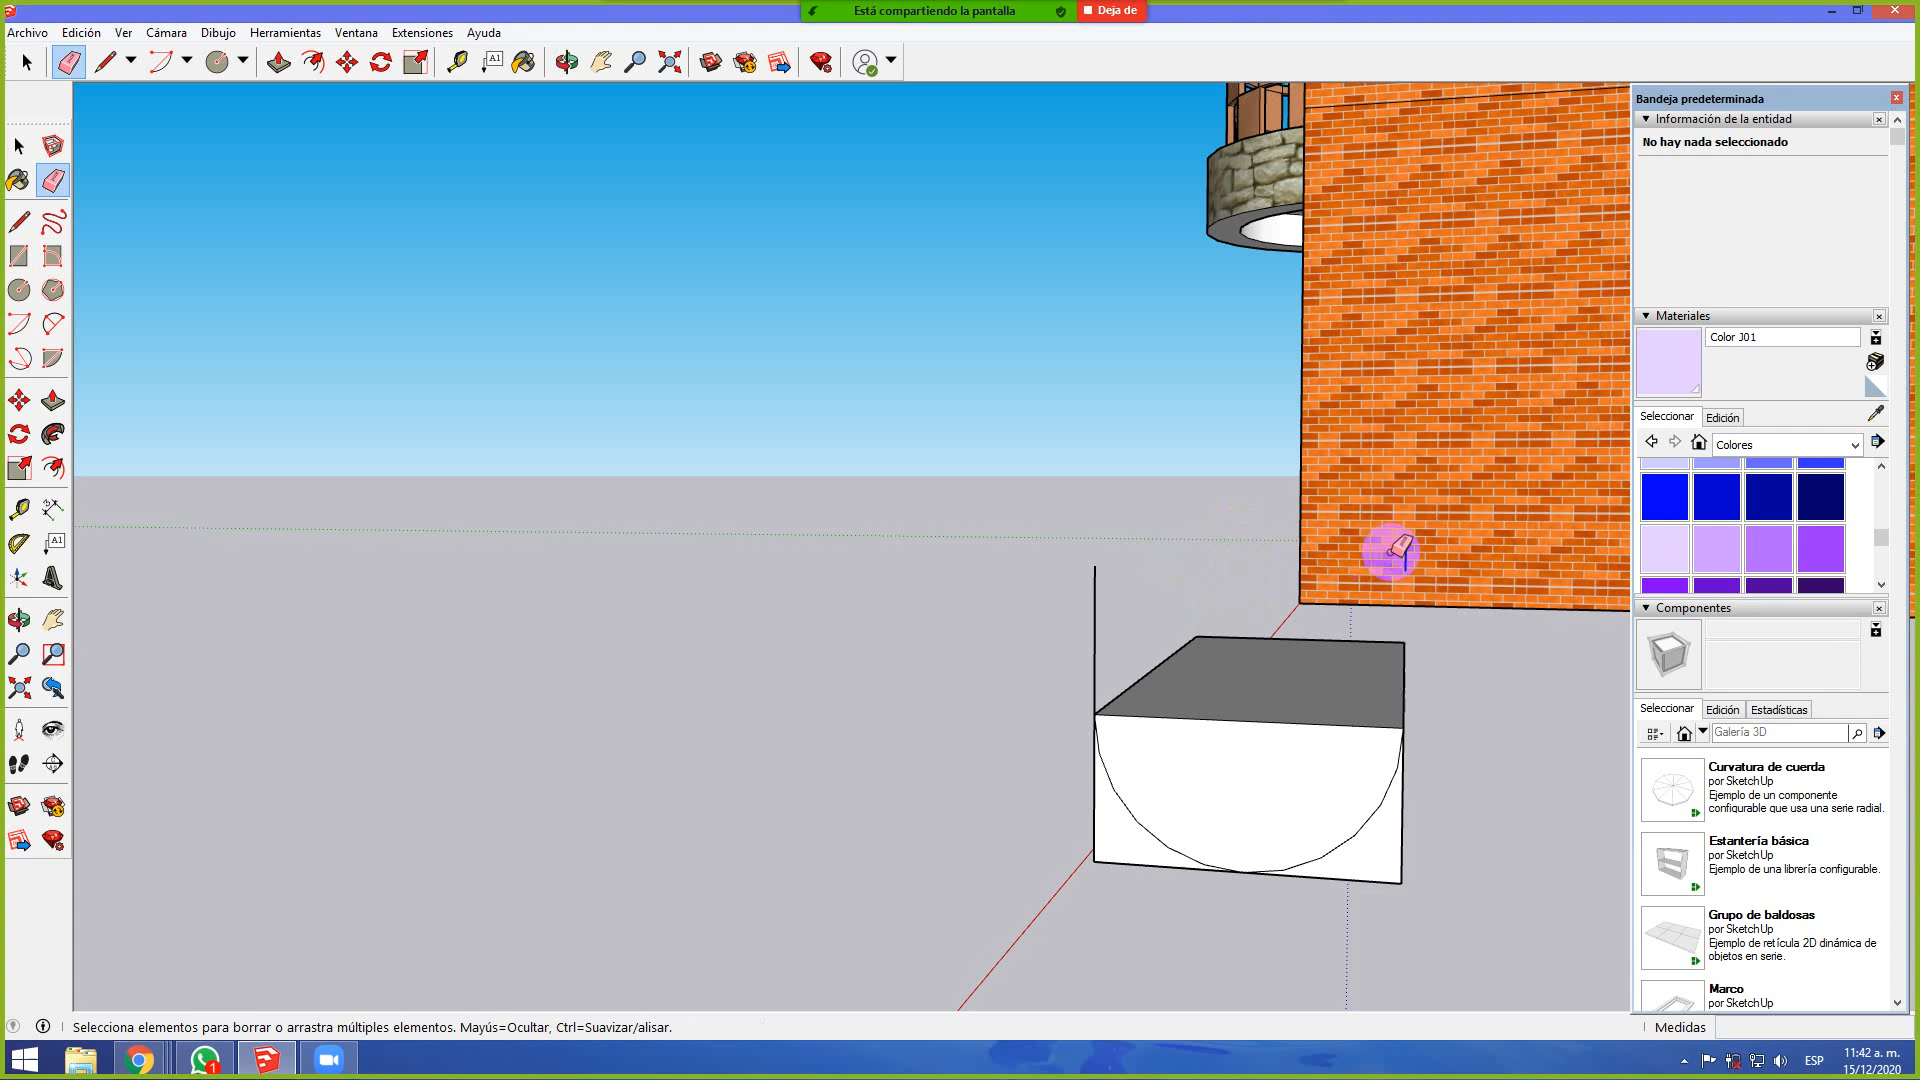 Está compartiendo la pantalla
Deja de
Archivo Edición Ver Cámara Dibujo Herramientas Ventana Extensiones Ayuda
A1
Bandeja predeterminada
Información de la entidad
No hay nada seleccionado
Materiales
Color J01
Seleccionar Edición
Colores
A1
Componentes
Seleccionar Edición Estadísticas
Galería 3D
Curvatura de cuerda
por SketchUp
Ejemplo de un componente
configurable que usa una serie radial.
Estantería básica
por SketchUp
Ejemplo de una librería configurable.
Grupo de baldosas
por SketchUp
Ejemplo de retícula 2D dinámica de
objetos en serie.
Marco
por SketchUp
Selecciona elementos para borrar o arrastra múltiples elementos. Mayús=Ocultar, Ctrl=Suavizar/alisar.
Medidas
1
ESP
11:42 a. m.
15/12/2020